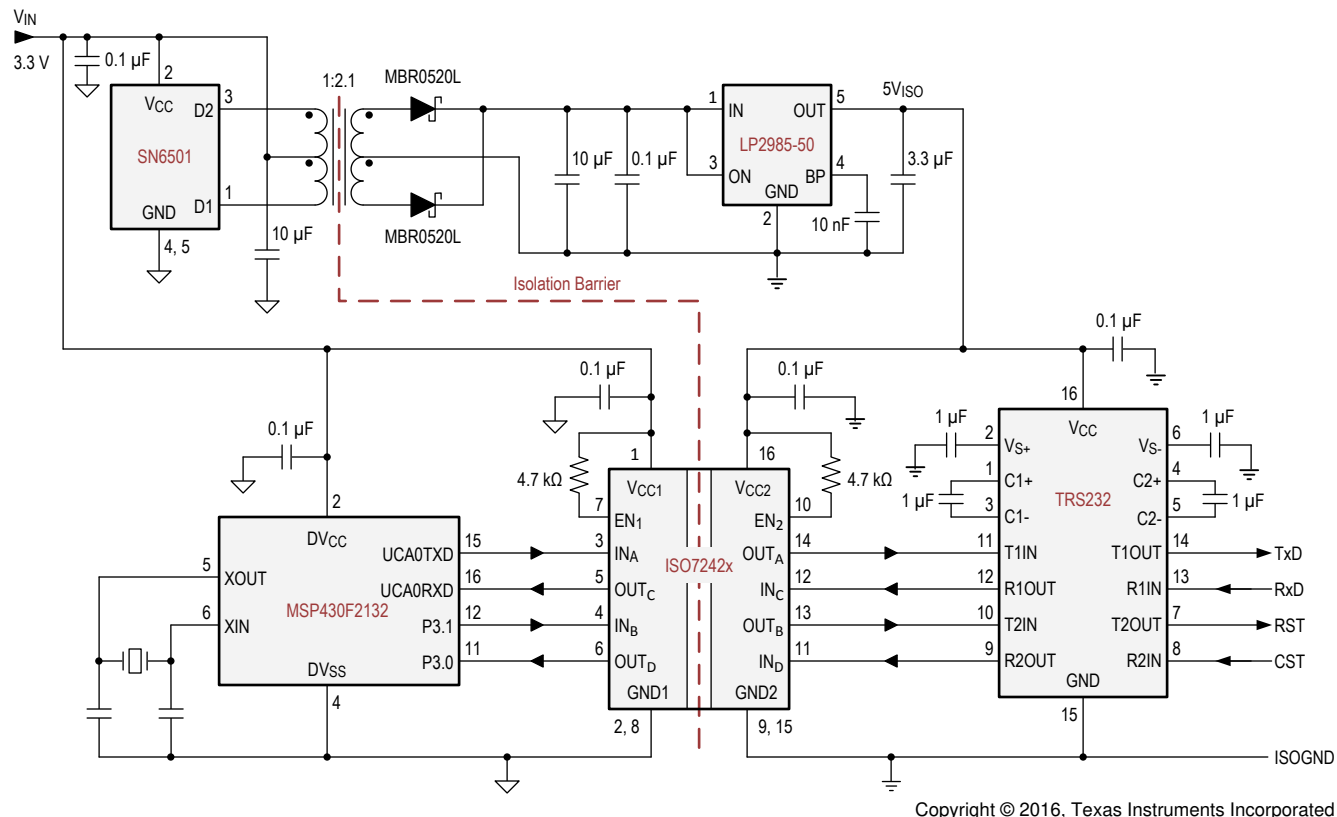 VIN
3.3 V
0.1 µF
2
VCC
D2
3
SN6501
D1
1
GND
4, 5
10 µF
1:2.1
MBR0520L
MBR0520L
10 µF
0.1 µF
1
IN
OUT
5
5VISO
LP2985-50
3
ON
BP
4
GND
2
10 nF
3.3 µF
Isolation Barrier
0.1 µF
2
DVCC
5
XOUT
6
XIN
MSP430F2132
UCA0TXD
15
UCA0RXD
16
P3.1
12
P3.0
11
DVSS
4
0.1 µF
4.7 kΩ
1
VCC1
7
EN1
3
INA
5
OUTC
4
INB
6
OUTD
GND1
2, 8
ISO7242x
0.1 µF
4.7 kΩ
16
VCC2
EN2
10
OUTA
14
INC
12
OUTB
13
IND
11
GND2
9, 15
0.1 µF
16
VCC
1 µF
2
VS+
VS-
6
1 µF
1
C1+
C2+
4
1 µF
3
C1-
C2-
5
1 µF
TRS232
11
T1IN
T1OUT
14
TxD
12
R1OUT
R1IN
13
RxD
10
T2IN
T2OUT
7
RST
9
R2OUT
R2IN
8
CST
GND
15
ISOGND
Copyright © 2016, Texas Instruments Incorporated